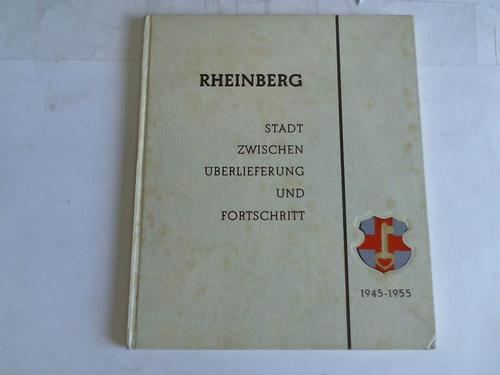 RHEINBERG
STADT
ZWISCHEN
ÜBERLIEFERUNG
UND
FORTSCHRITT
1945-1955